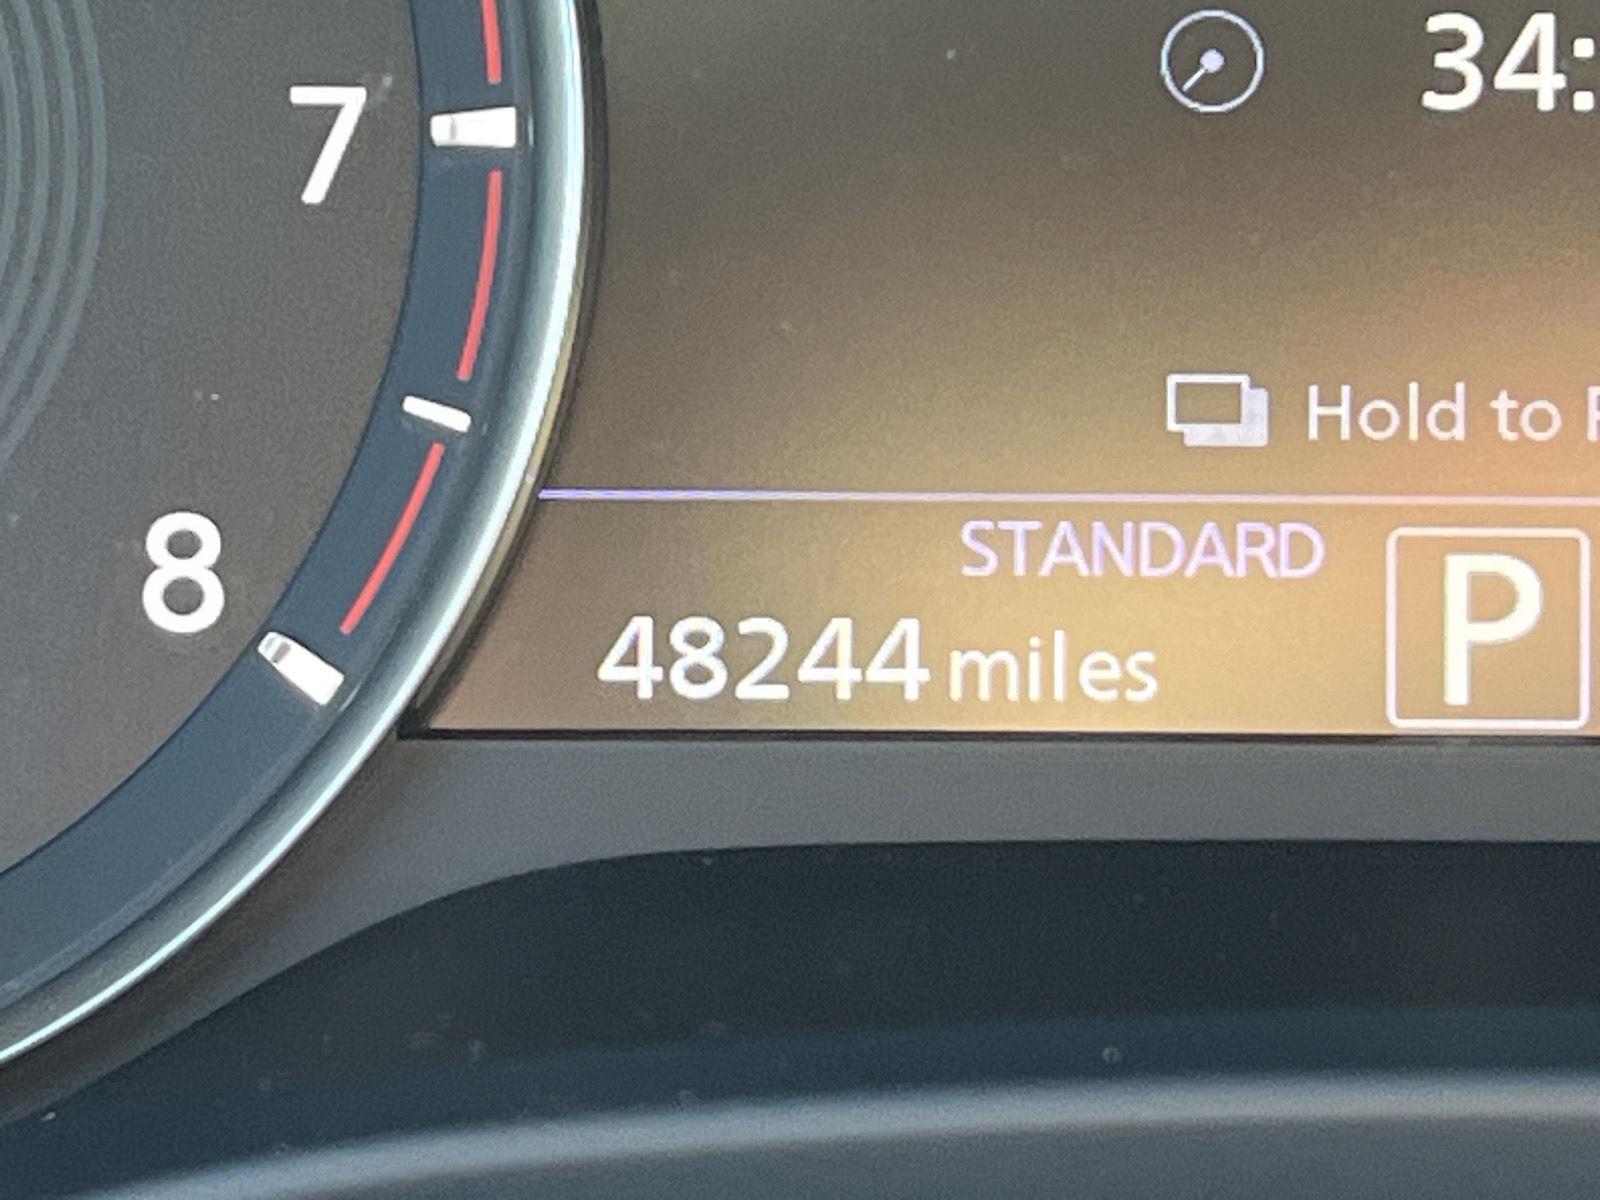 34:
7
Hold to
STANDARD
8
48244 miles
P